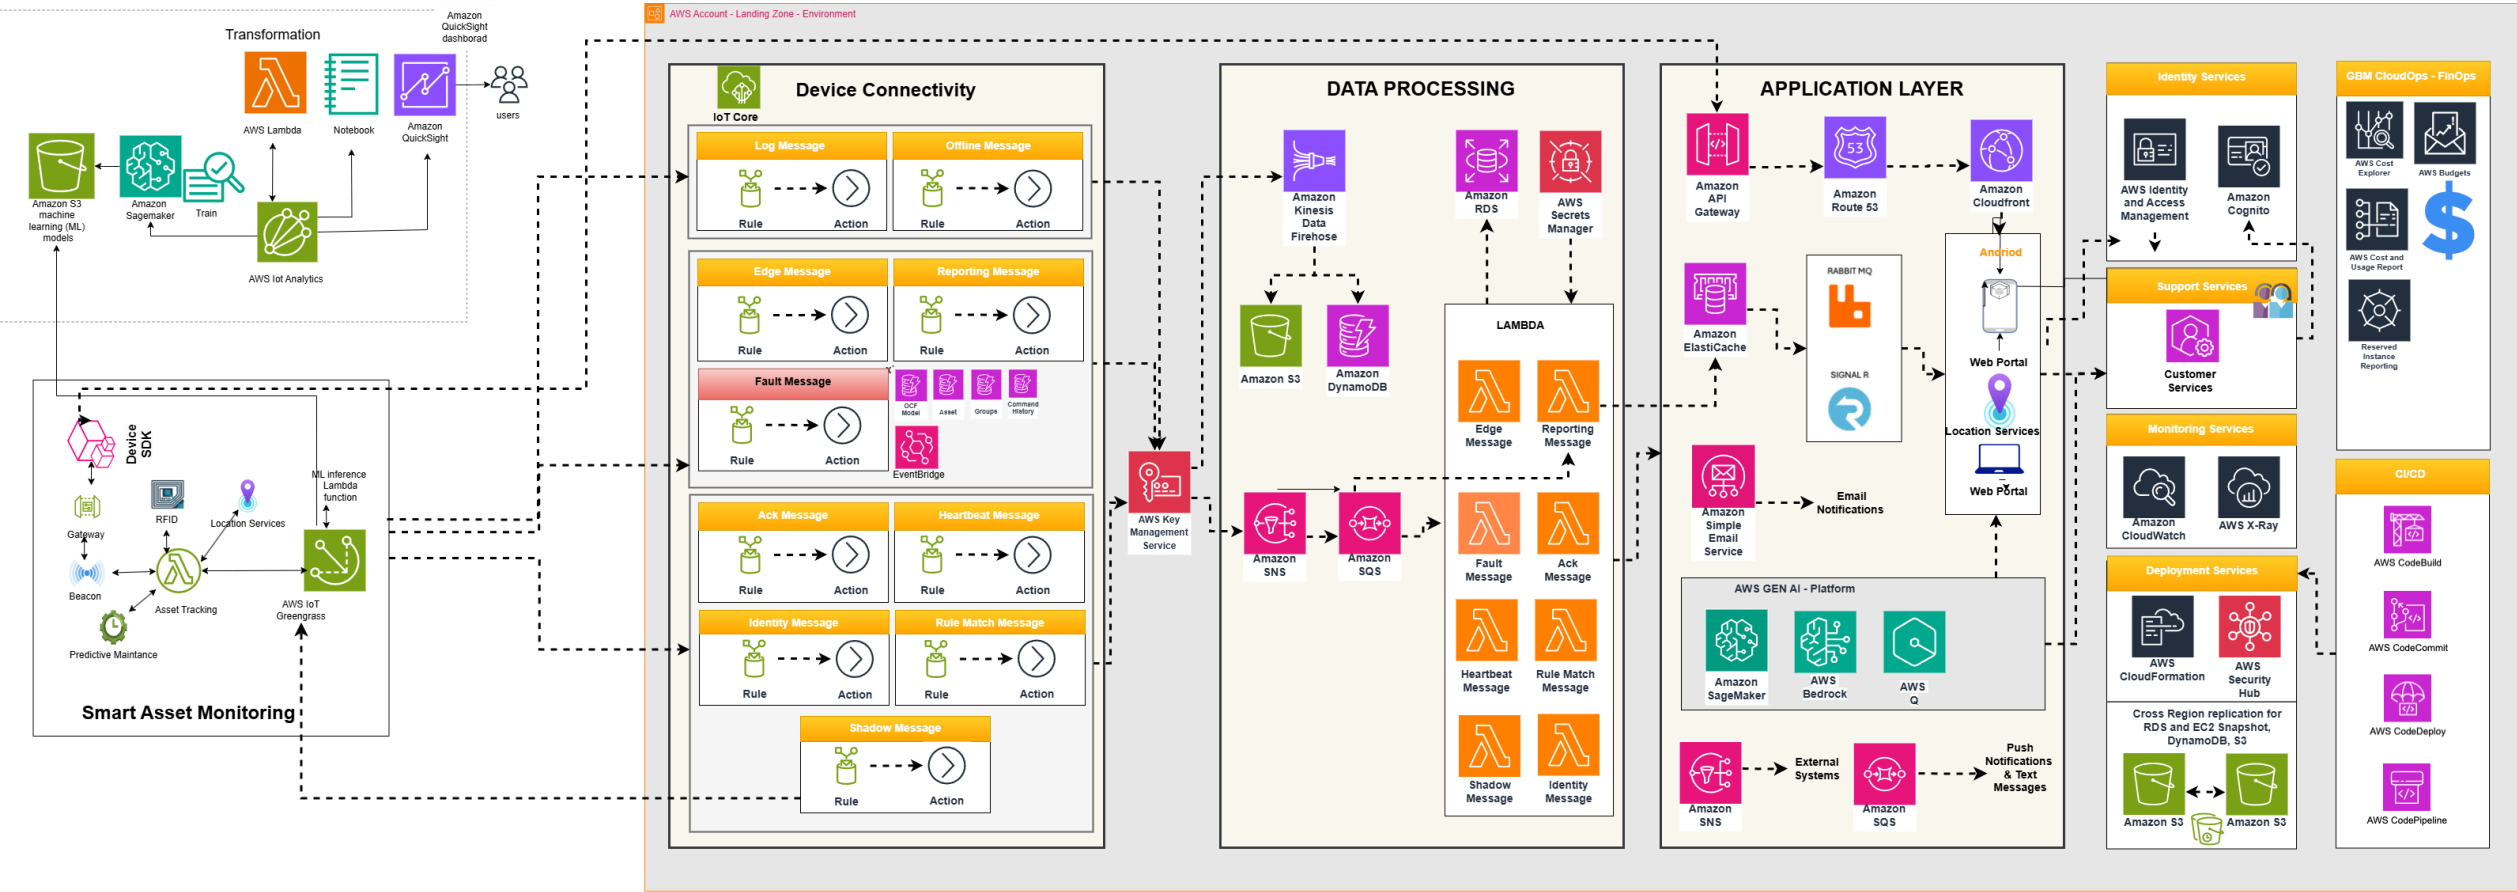 AWS Account - Landing Zone - Environment
Amazon
QuickSight
dashborad
Transformation
AWS Lambda
Notebook
Amazon
QuickSight
users
Amazon S3
machine
learning (ML)
models
Amazon
Sagemaker
Train
AWS Iot Analytics
Device
SDK
Gateway
RFID
Location Services
ML inference
Lambda
function
Beacon
Asset Tracking
AWS IoT
Greengrass
Predictive Maintance
Smart Asset Monitoring
IoT Core
Device Connectivity
Log Message
Rule
Action
Offline Message
Rule
Action
Edge Message
Rule
Action
Reporting Message
Rule
Action
Fault Message
Rule
Action
x
OCF
Model
Asset
Groups
Command
History
EventBridge
Ack Message
Rule
Action
Heartbeat Message
Rule
Action
Identity Message
Rule
Action
Rule Match Message
Rule
Action
Shadow Message
Rule
Action
AWS Key
Management
Service
DATA PROCESSING
Amazon
Kinesis
Data
Firehose
Amazon
RDS
AWS
Secrets
Manager
Amazon S3
Amazon
DynamoDB
Amazon
SNS
Amazon
SQS
LAMBDA
Edge
Message
Reporting
Message
Fault
Message
Ack
Message
Heartbeat
Message
Rule Match
Message
Shadow
Message
Identity
Message
APPLICATION LAYER
Amazon
API
Gateway
53
Amazon
Route 53
Amazon
Cloudfront
Amazon
ElastiCache
RABBIT MQ
SIGNAL R
Andriod
Web Portal
Location Services
Web Portal
Amazon
Simple
Email
Service
Email
Notifications
AWS GEN AI - Platform
Amazon
SageMaker
AWS
Bedrock
AWS
Q
Amazon
SNS
External
Systems
Amazon
SQS
Push
Notifications
& Text
Messages
Identity Services
AWS Identity
and Access
Management
Amazon
Cognito
Support Services
Customer
Services
Monitoring Services
Amazon
CloudWatch
AWS X-Ray
Deployment Services
AWS
CloudFormation
AWS
Security
Hub
Cross Region replication for
RDS and EC2 Snapshot,
DynamoDB, S3
Amazon S3
Amazon S3
GBM CloudOps - FinOps
AWS Cost
Explorer
AWS Budgets
AWS Cost and
Usage Report
$
Reserved
Instance
Reporting
CI/CD
AWS CodeBuild
AWS CodeCommit
AWS CodeDeploy
AWS CodePipeline